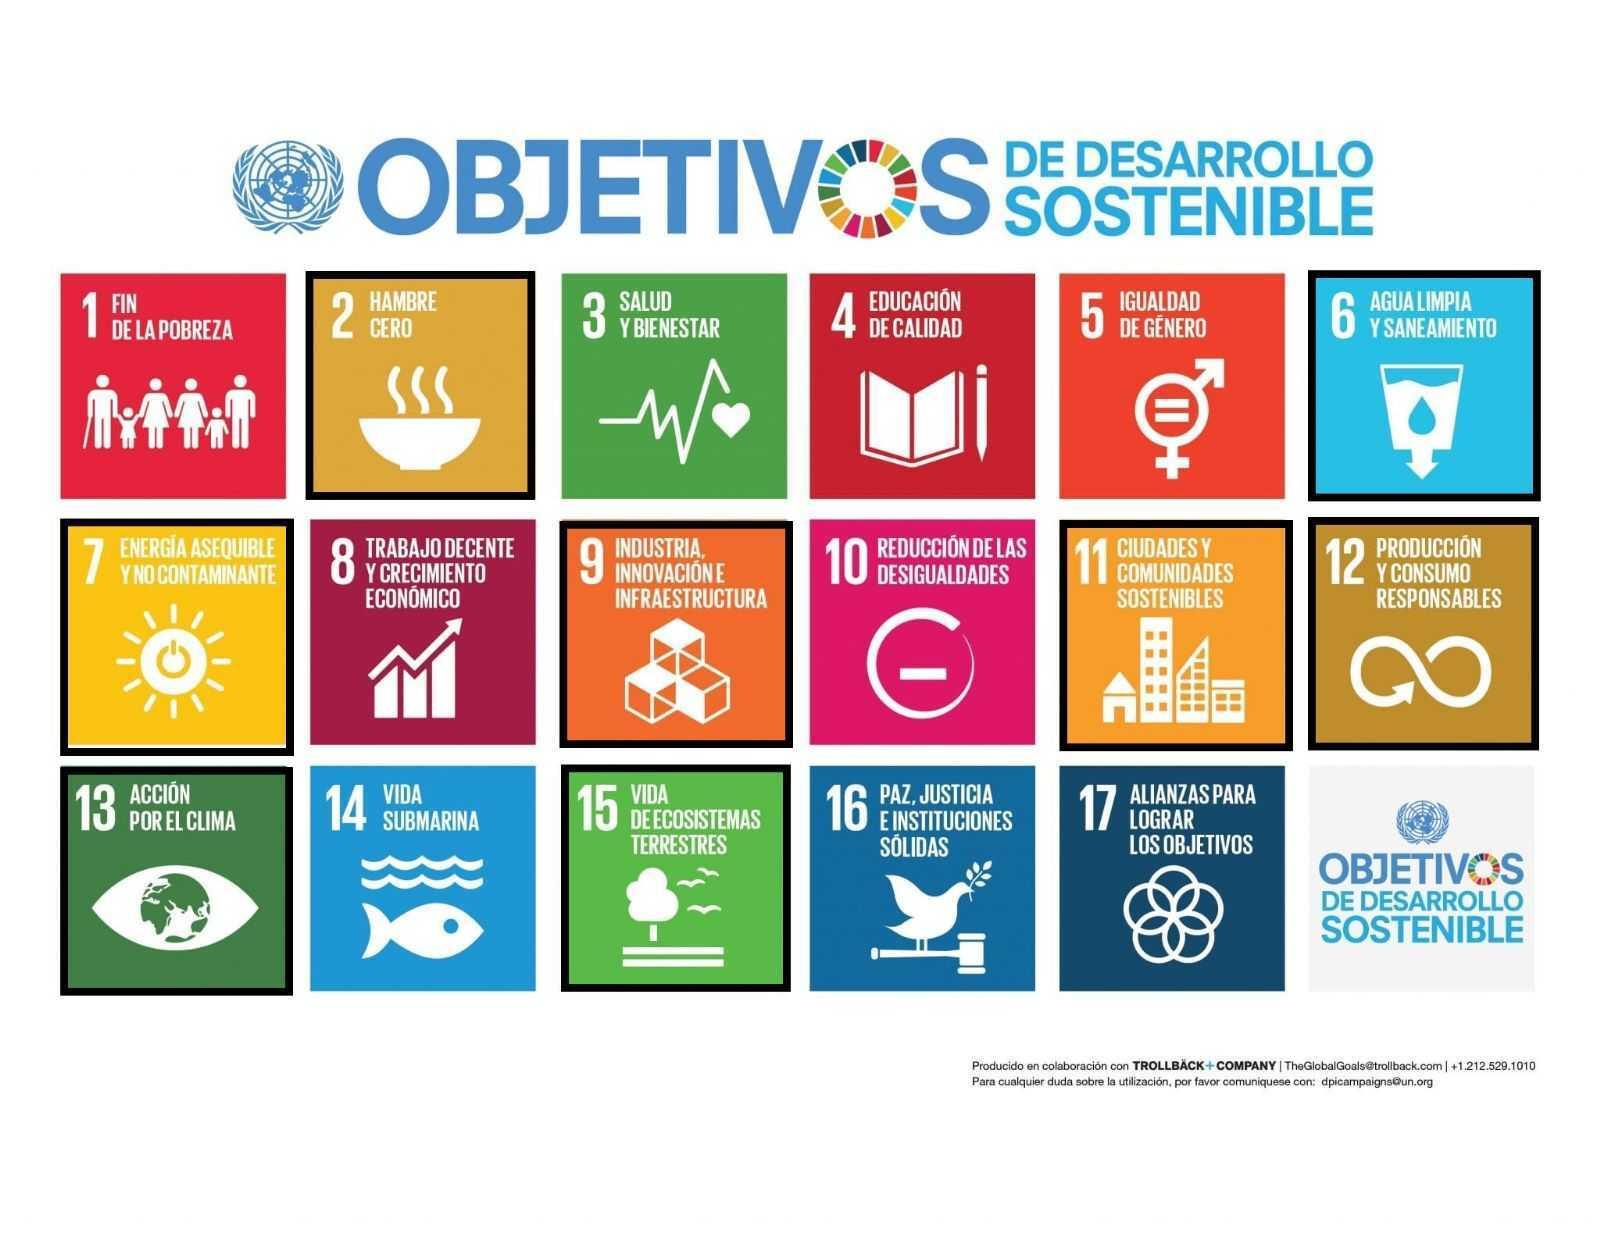 OBJETIVOS
DE DESARROLLO
SOSTENIBLE
1
FIN
DE LA POBREZA
2
HAMBRE
CERO
3
SALUD
Y BIENESTAR
4
EDUCACIÓN
DE CALIDAD
5
IGUALDAD
DE GÉNERO
6
AGUA LIMPIA
Y SANEAMIENTO
7
ENERGÍA ASEQUIBLE
Y NO CONTAMINANTE
8
TRABAJO DECENTE
Y CRECIMIENTO
ECONÓMICO
9
INDUSTRIA,
INNOVACIÓN E
INFRAESTRUCTURA
10
REDUCCIÓN DE LAS
DESIGUALDADES
11
CIUDADES Y
COMUNIDADES
SOSTENIBLES
12
PRODUCCIÓN
Y CONSUMO
RESPONSABLES
13
ACCIÓN
POR EL CLIMA
14
VIDA
SUBMARINA
15
VIDA
DE ECOSISTEMAS
TERRESTRES
16
PAZ, JUSTICIA
E INSTITUCIONES
SÓLIDAS
17
ALIANZAS PARA
LOGRAR
LOS OBJETIVOS
OBJETIVOS
DE DESARROLLO
SOSTENIBLE
Producido en colaboración con TROLLBÄCK+COMPANY | TheGlobalGoals@trollback.com | +1.212.529.1010
Para cualquier duda sobre la utilización, por favor comuniquese con: dpicampaigns@un.org